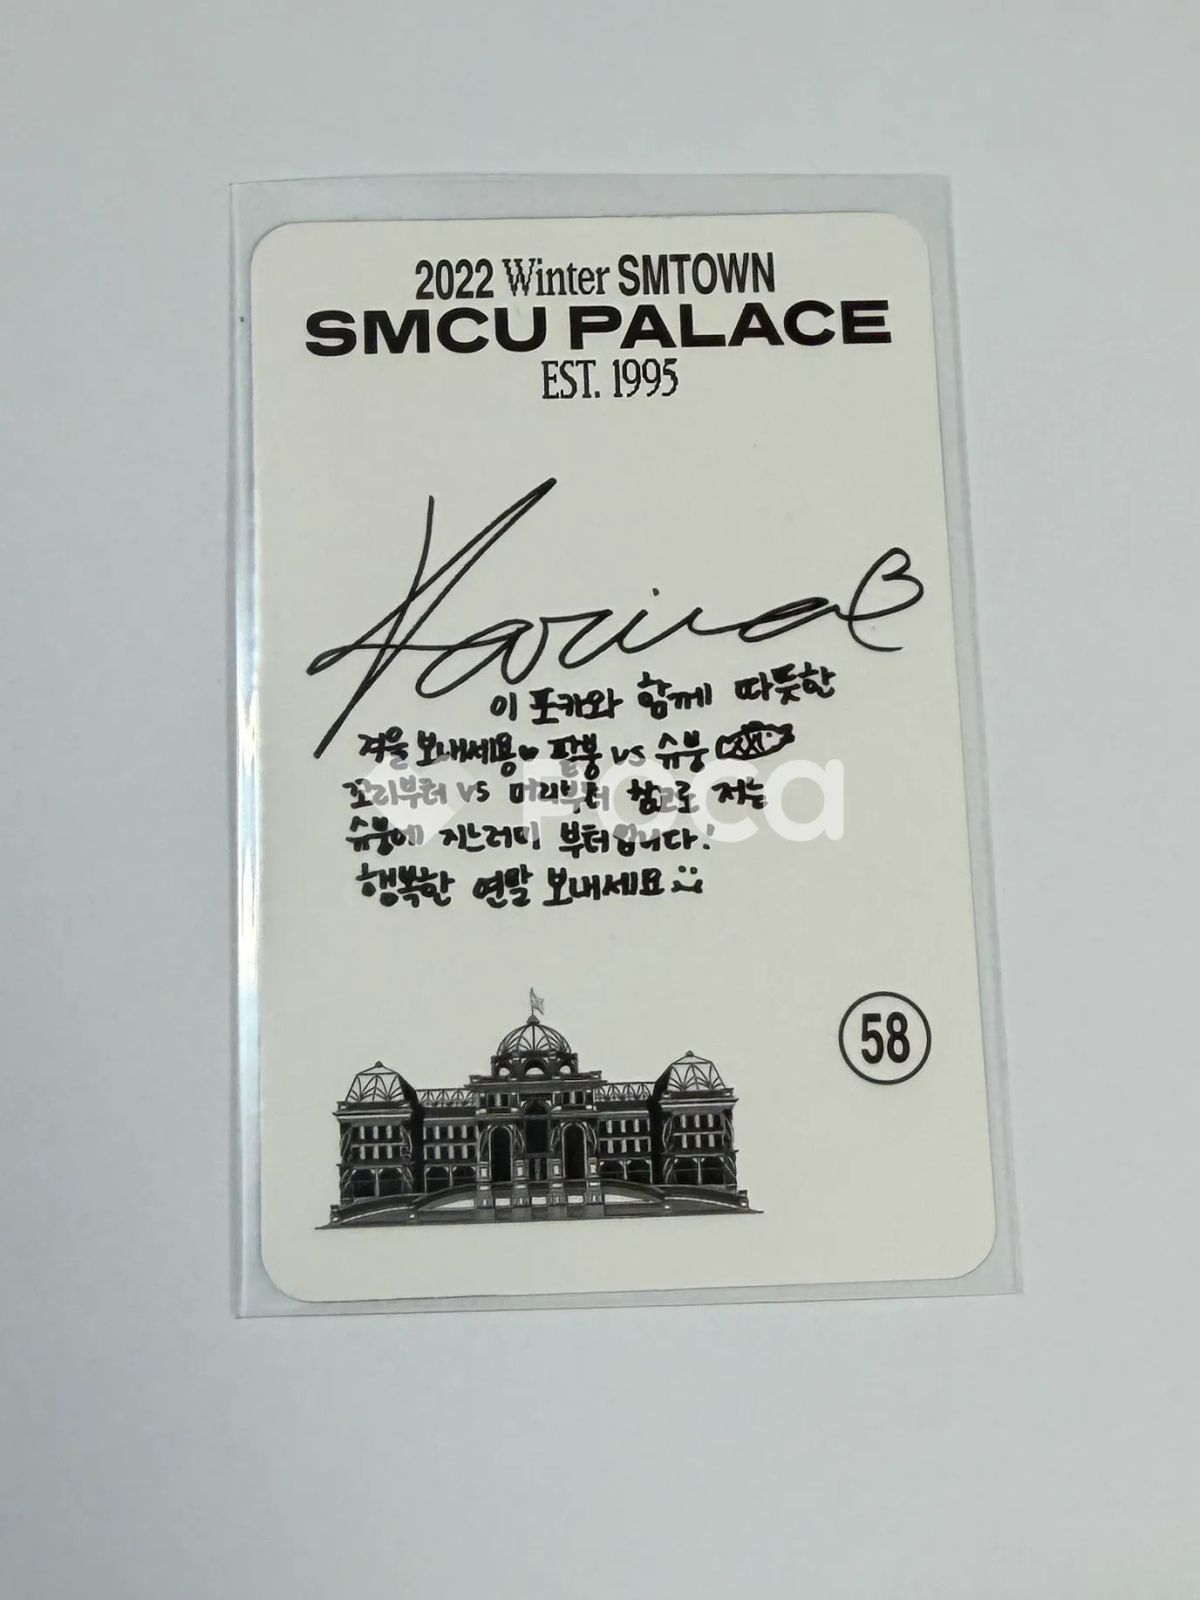 2022 Winter SMTOWN
SMCU PALACE
EST. 1995
Karina
이 포카와 함께 따뜻한
겨울 보내세용♥ 팥붕 vs 슈붕
꼬리부터 vs 머리부터 참고로 저는
슈붕에 지느러미 부터입니다!
행복한 연말 보내세요
Foca
58